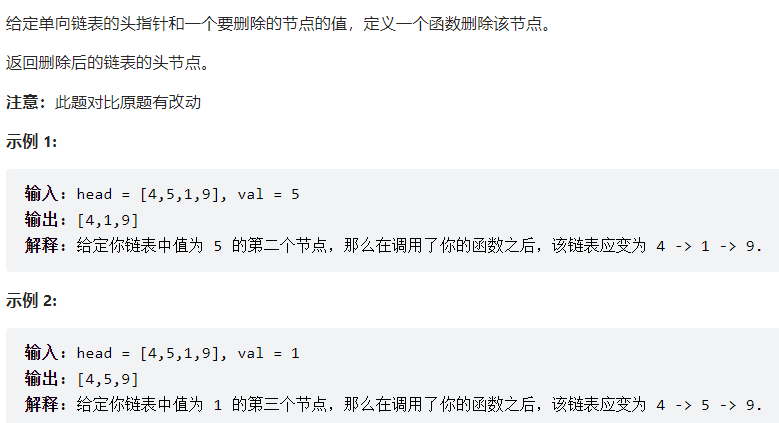 给定单向链表的头指针和一个要删除的节点的值，定义一个函数删除该节点。
返回删除后的链表的头节点。
注意：此题对比原题有改动
示例 1:
输入：head = [4,5,1,9], val = 5
输出：[4,1,9]
解释：给定你链表中值为 5 的第二个节点，那么在调用了你的函数之后，该链表应变为 4 -> 1 -> 9.
示例 2:
输入：head = [4,5,1,9], val = 1
输出：[4,5,9]
解释：给定你链表中值为 1 的第三个节点，那么在调用了你的函数之后，该链表应变为 4 -> 5 -> 9.